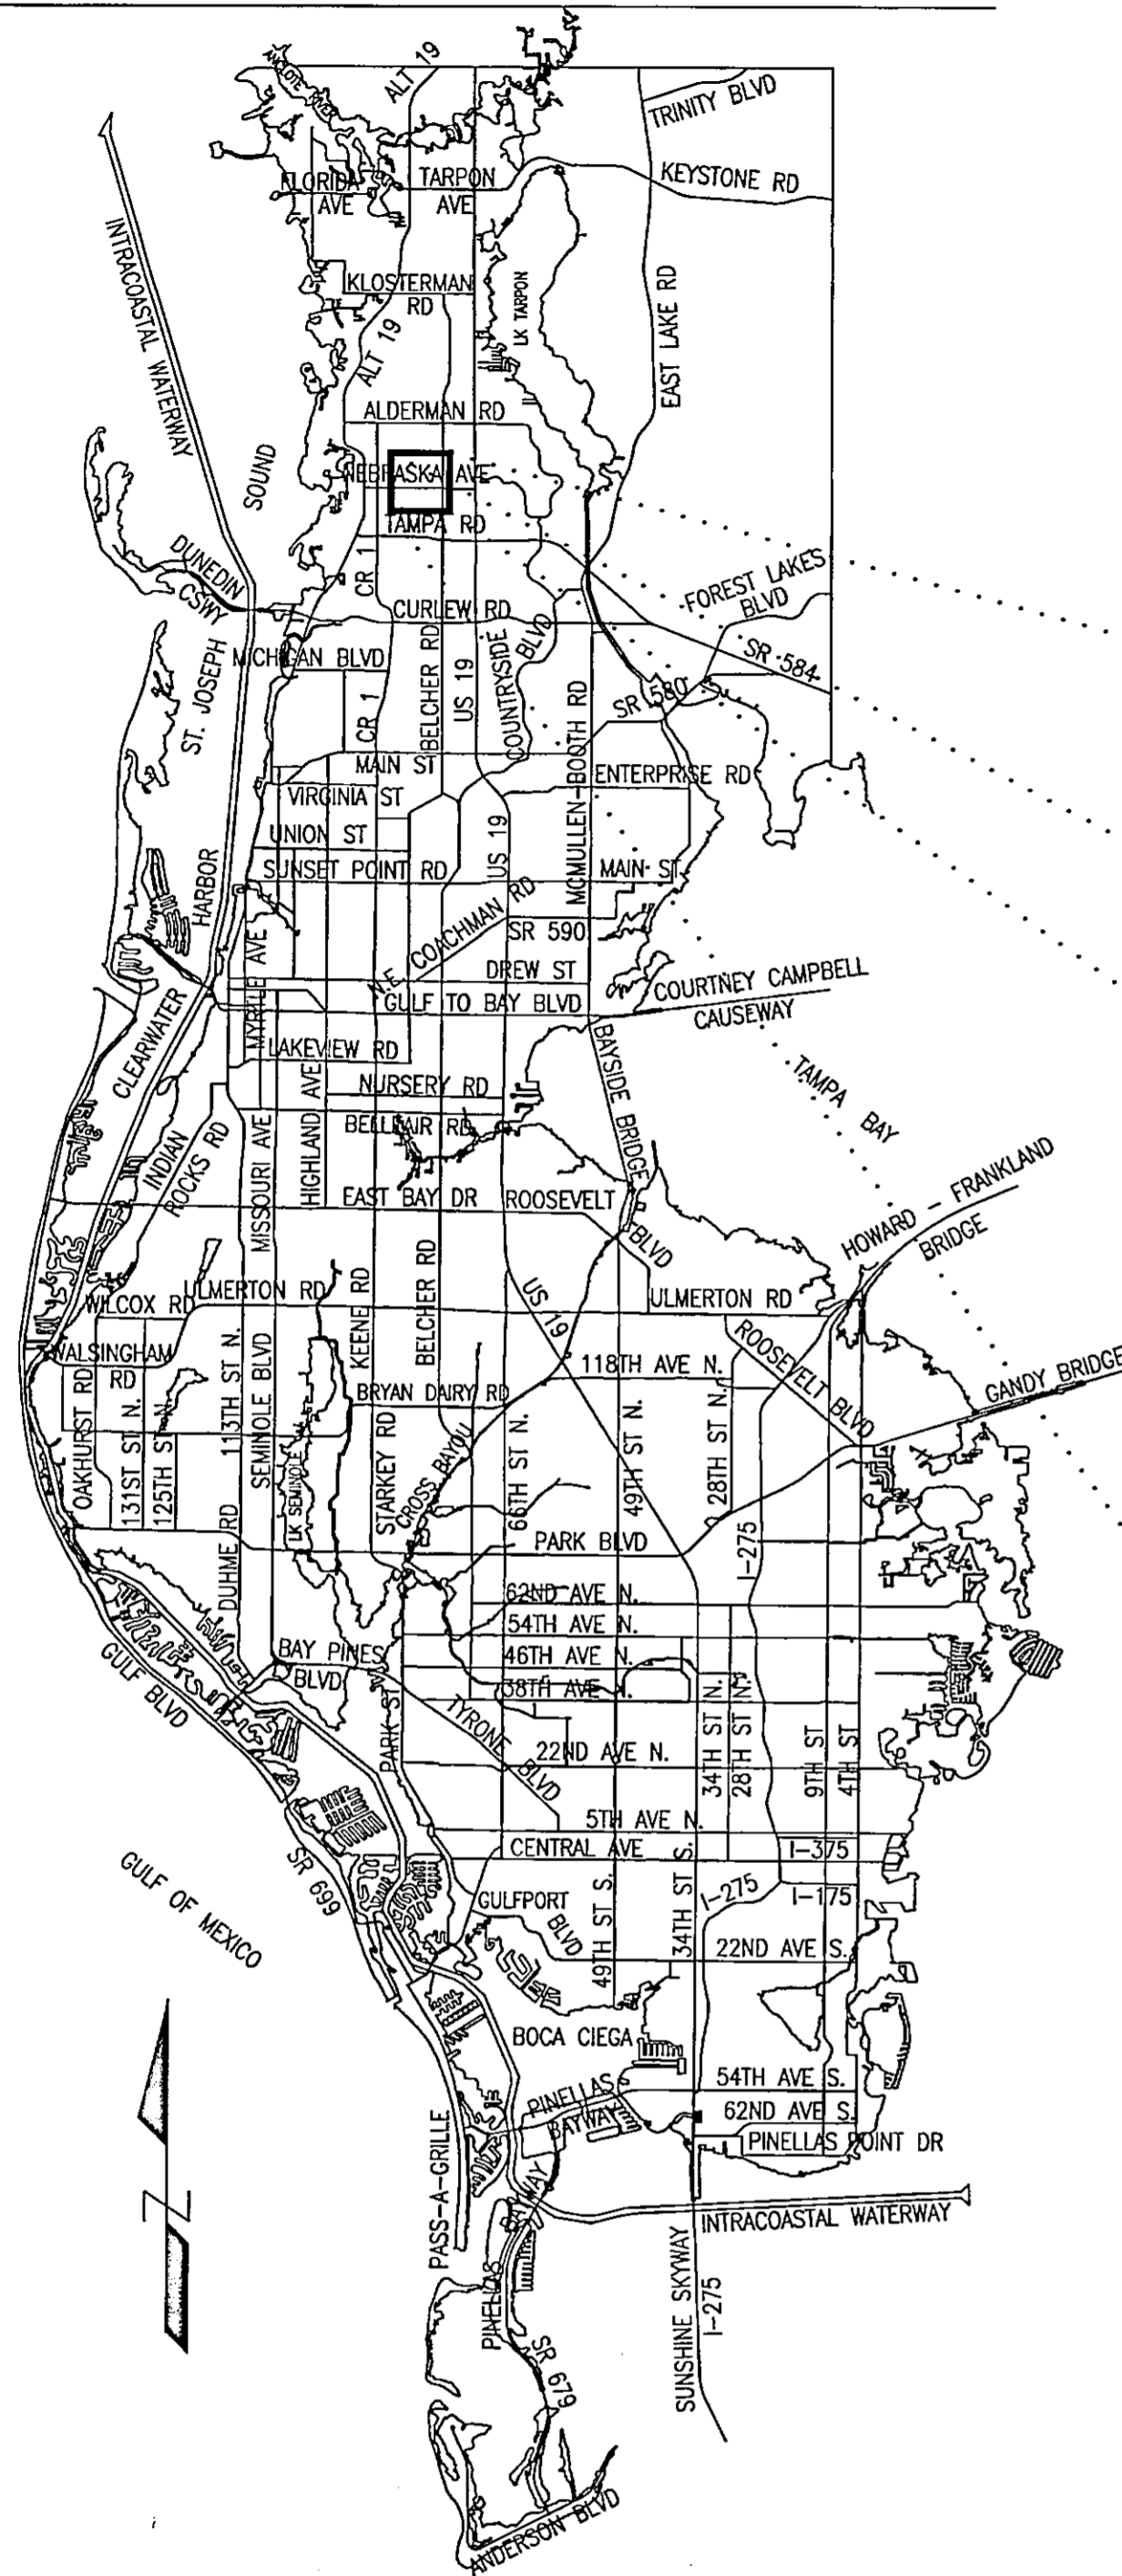 ANCLOTE RIVER
ALT 19
TRINITY BLVD
FLORIDA
AVE
TARPON
AVE
KEYSTONE RD
INTRACOASTAL WATERWAY
KLOSTERMAN
RD
LK TARPON
EAST LAKE RD
ALT 19
ALDERMAN RD
SOUND
NEBRASKA AVE
TAMPA RD
DUNEDIN
CSWY
CR 1
FOREST LAKES
BLVD
CURLEW RD
ST. JOSEPH
MICHIGAN BLVD
CR 1
BELCHER RD
US 19
COUNTRYSIDE
BLVD
MCMULLEN-BOOTH RD
SR 584
SR 580
MAIN ST
ENTERPRISE RD
VIRGINIA ST
UNION ST
US 19
SUNSET POINT RD
MAIN ST
HARBOR
N.E. COACHMAN RD
SR 590
MYRTLE AVE
DREW ST
GULF TO BAY BLVD
COURTNEY CAMPBELL
CAUSEWAY
CLEARWATER
LAKEVIEW RD
BAYSIDE BRIDGE
NURSERY RD
TAMPA BAY
INDIAN
ROCKS RD
MISSOURI AVE
HIGHLAND AVE
BELLEAIR RD
EAST BAY DR
ROOSEVELT
BLVD
HOWARD - FRANKLAND
BRIDGE
WILCOX RD
ULMERTON RD
KEENE RD
BELCHER RD
US 19
ULMERTON RD
WALSINGHAM
RD
113TH ST N.
SEMINOLE BLVD
118TH AVE N.
ROOSEVELT BLVD
GANDY BRIDGE
OAKHURST RD
131ST ST N.
125TH ST N.
BRYAN DAIRY RD
LK SEMINOLE
STARKEY RD
CROSS BAYOU
66TH ST N.
49TH ST N.
28TH ST N.
DUHME RD
PARK BLVD
I-275
62ND AVE N.
54TH AVE N.
GULF BLVD
BAY PINES
BLVD
46TH AVE N.
38TH AVE N.
PARK ST
TYRONE BLVD
22ND AVE N.
34TH ST N.
28TH ST N.
9TH ST
4TH ST
5TH AVE N.
SR 699
CENTRAL AVE
I-375
GULF OF MEXICO
GULFPORT
BLVD
49TH ST S.
34TH ST S.
I-275
I-175
22ND AVE S.
BOCA CIEGA
54TH AVE S.
PINELLAS
BAYWAY
62ND AVE S.
PINELLAS POINT DR
PASS-A-GRILLE
N
PINELLAS
BAYWAY
INTRACOASTAL WATERWAY
SUNSHINE SKYWAY
I-275
SR 679
ANDERSON BLVD